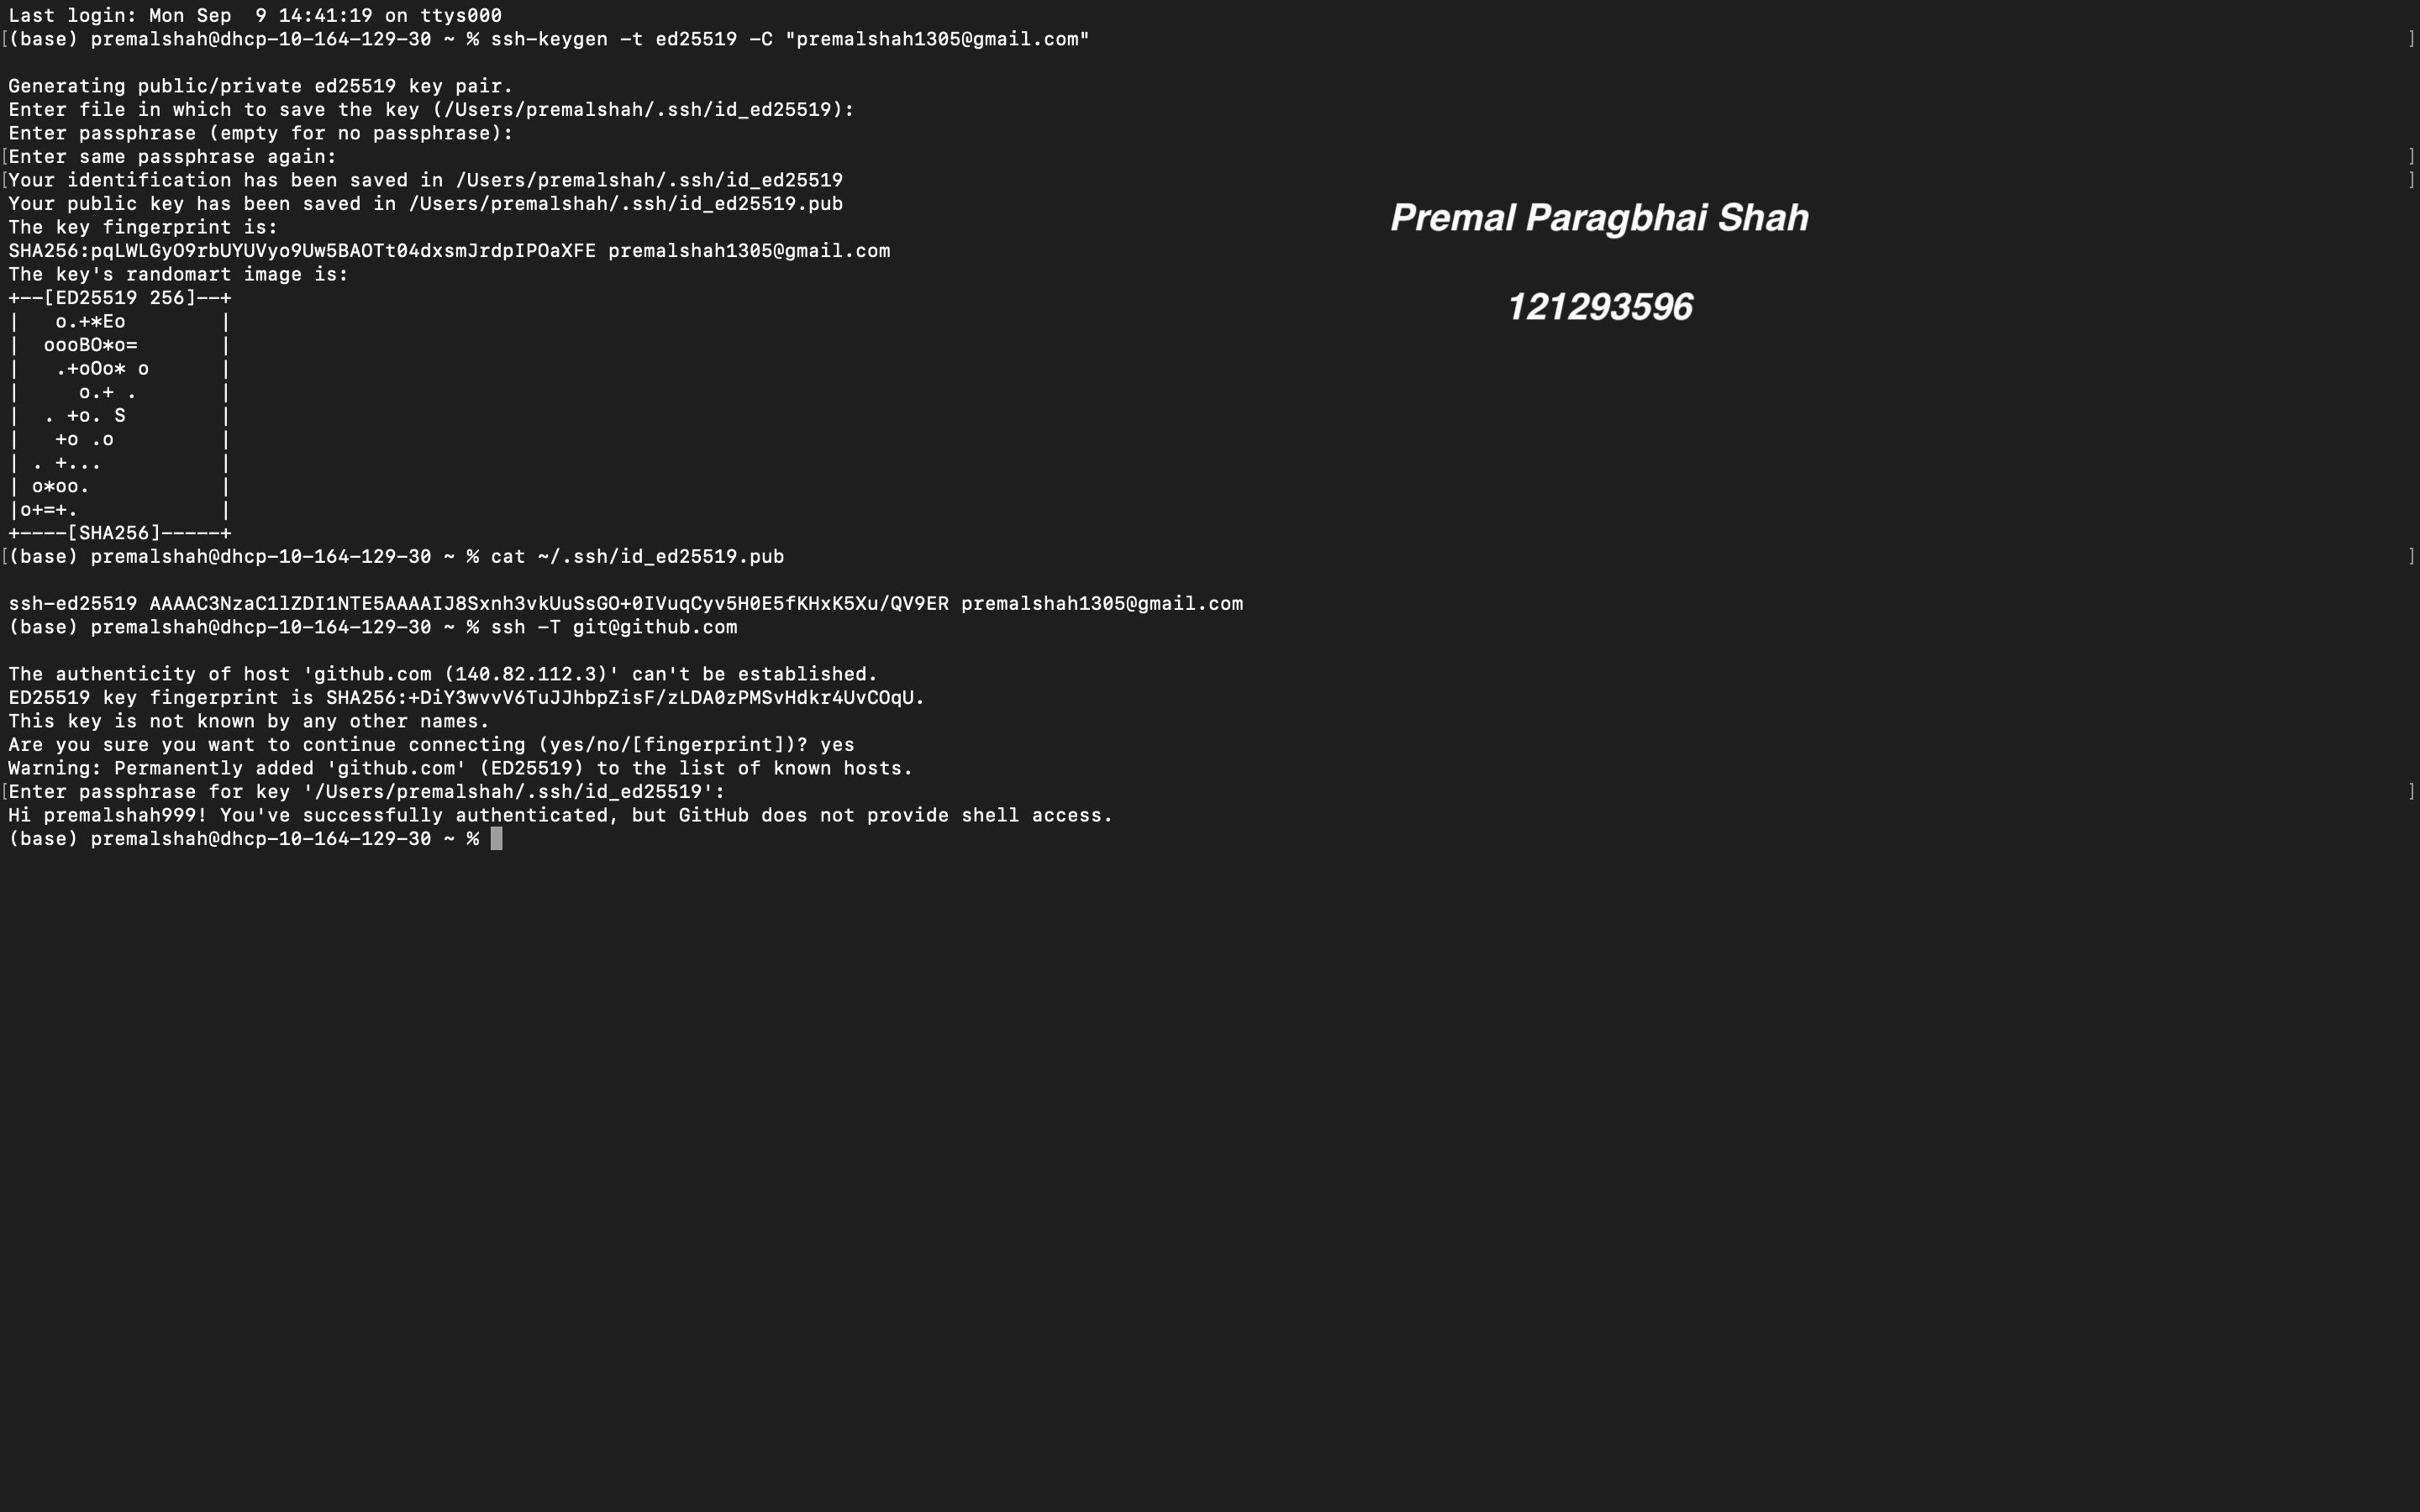 Last login: Mon Sep  9 14:41:19 on ttys000
[(base) premalshah@dhcp-10-164-129-30 ~ % ssh-keygen -t ed25519 -C "premalshah1305@gmail.com" ]
Generating public/private ed25519 key pair.
Enter file in which to save the key (/Users/premalshah/.ssh/id_ed25519):
Enter passphrase (empty for no passphrase):
[Enter same passphrase again: ]
[Your identification has been saved in /Users/premalshah/.ssh/id_ed25519 ]
Your public key has been saved in /Users/premalshah/.ssh/id_ed25519.pub
The key fingerprint is:
SHA256:pqLWLGyO9rbUYUVyo9Uw5BAOTt04dxsmJrdpIPOaXFE premalshah1305@gmail.com
The key's randomart image is:
+--[ED25519 256]--+
|   o.+*Eo        |
|  oooBO*o=       |
|   .+oOo* o      |
|     o.+ .       |
|  . +o. S        |
|   +o .o         |
| . +...          |
| o*oo.           |
|o+=+.            |
+----[SHA256]-----+
[(base) premalshah@dhcp-10-164-129-30 ~ % cat ~/.ssh/id_ed25519.pub ]
ssh-ed25519 AAAAC3NzaC1lZDI1NTE5AAAAIJ8Sxnh3vkUuSsGO+0IVuqCyv5H0E5fKHxK5Xu/QV9ER premalshah1305@gmail.com
(base) premalshah@dhcp-10-164-129-30 ~ % ssh -T git@github.com
The authenticity of host 'github.com (140.82.112.3)' can't be established.
ED25519 key fingerprint is SHA256:+DiY3wvvV6TuJJhbpZisF/zLDA0zPMSvHdkr4UvCOqU.
This key is not known by any other names.
Are you sure you want to continue connecting (yes/no/[fingerprint])? yes
Warning: Permanently added 'github.com' (ED25519) to the list of known hosts.
[Enter passphrase for key '/Users/premalshah/.ssh/id_ed25519': ]
Hi premalshah999! You've successfully authenticated, but GitHub does not provide shell access.
(base) premalshah@dhcp-10-164-129-30 ~ %
Premal Paragbhai Shah
121293596